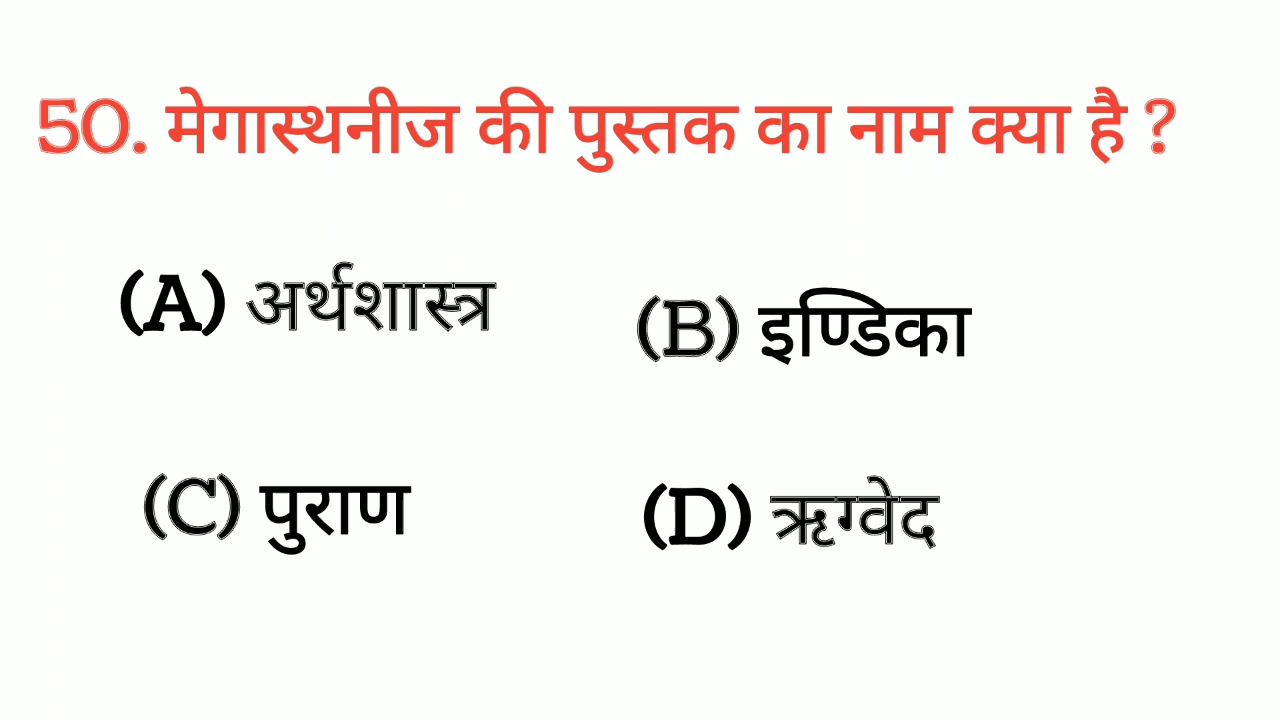 50. मेगास्थनीज की पुस्तक का नाम क्या है ?
(A) अर्थशास्त्र
(B) इण्डिका
(C) पुराण
(D) ऋग्वेद